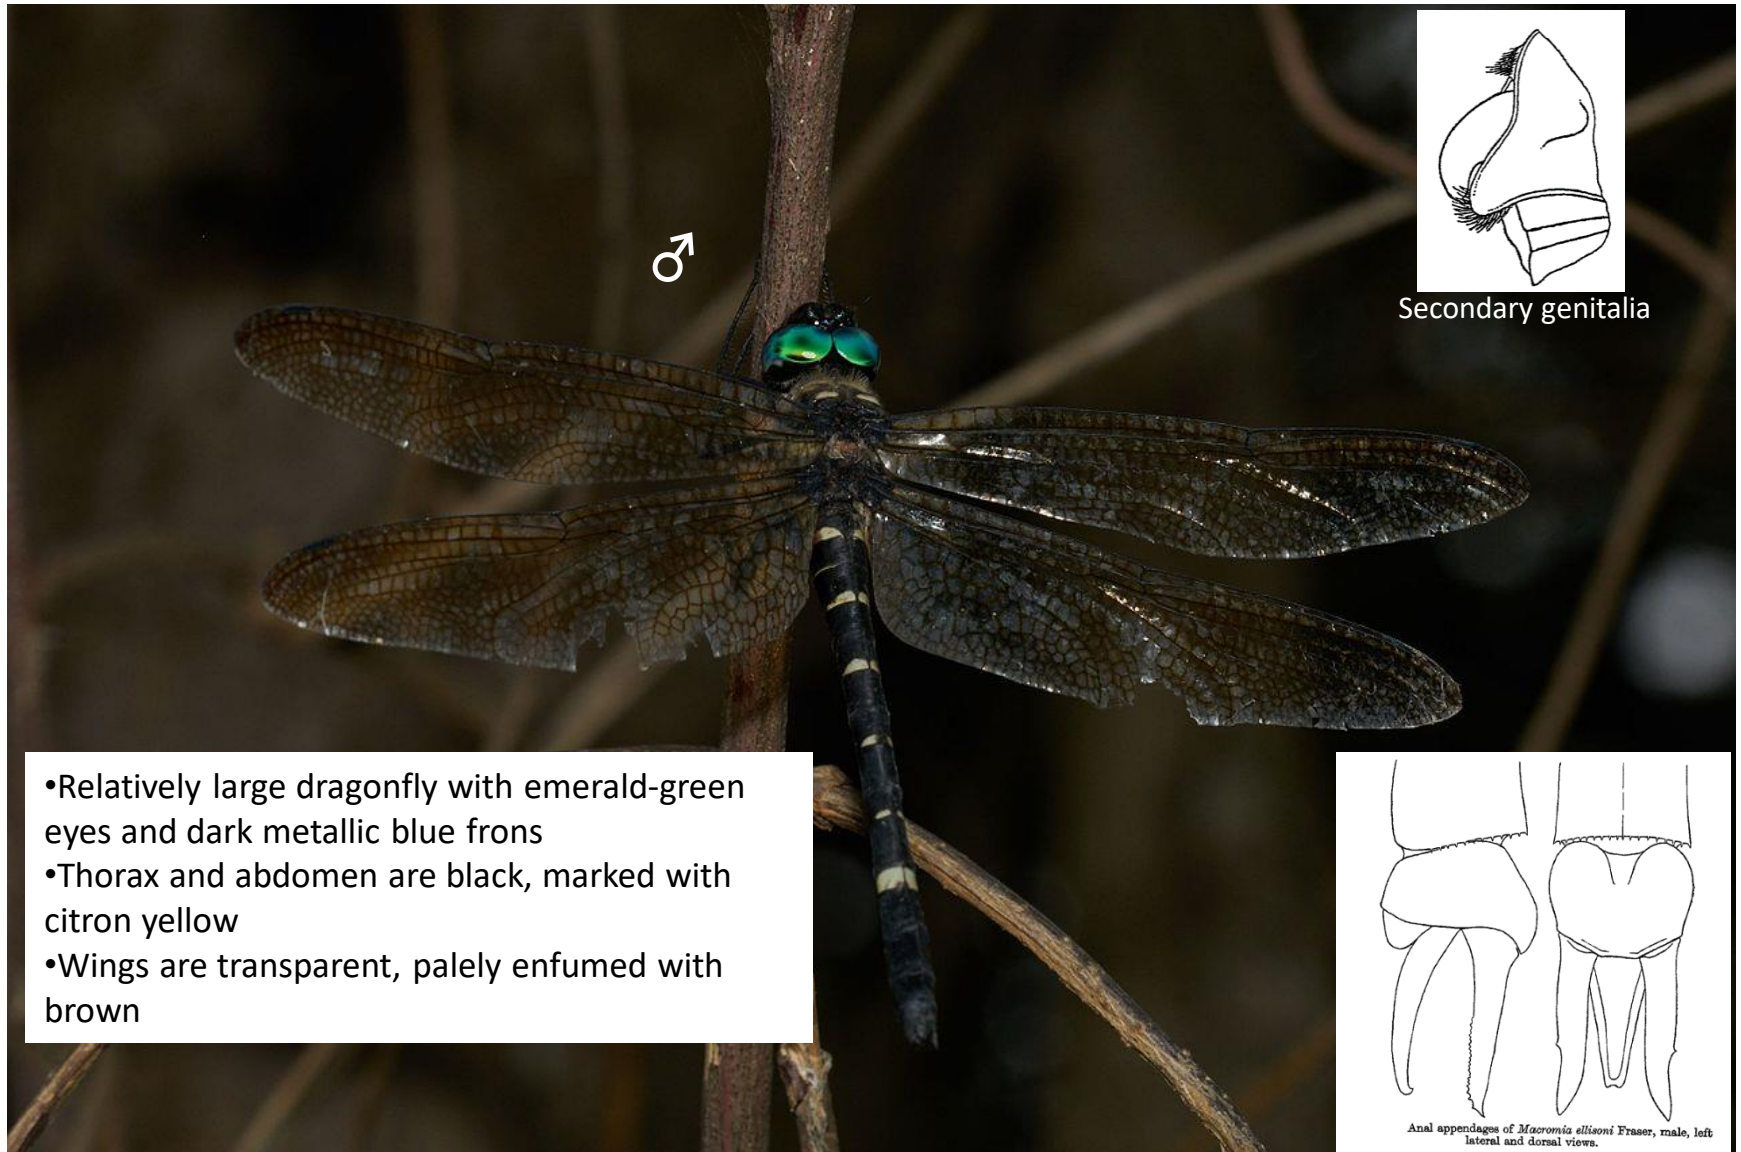 ♂
Secondary genitalia
•Relatively large dragonfly with emerald-green
eyes and dark metallic blue frons
•Thorax and abdomen are black, marked with
citron yellow
•Wings are transparent, palely enfumed with
brown
Anal appendages of Macromia ellisoni Fraser, male, left
lateral and dorsal views.